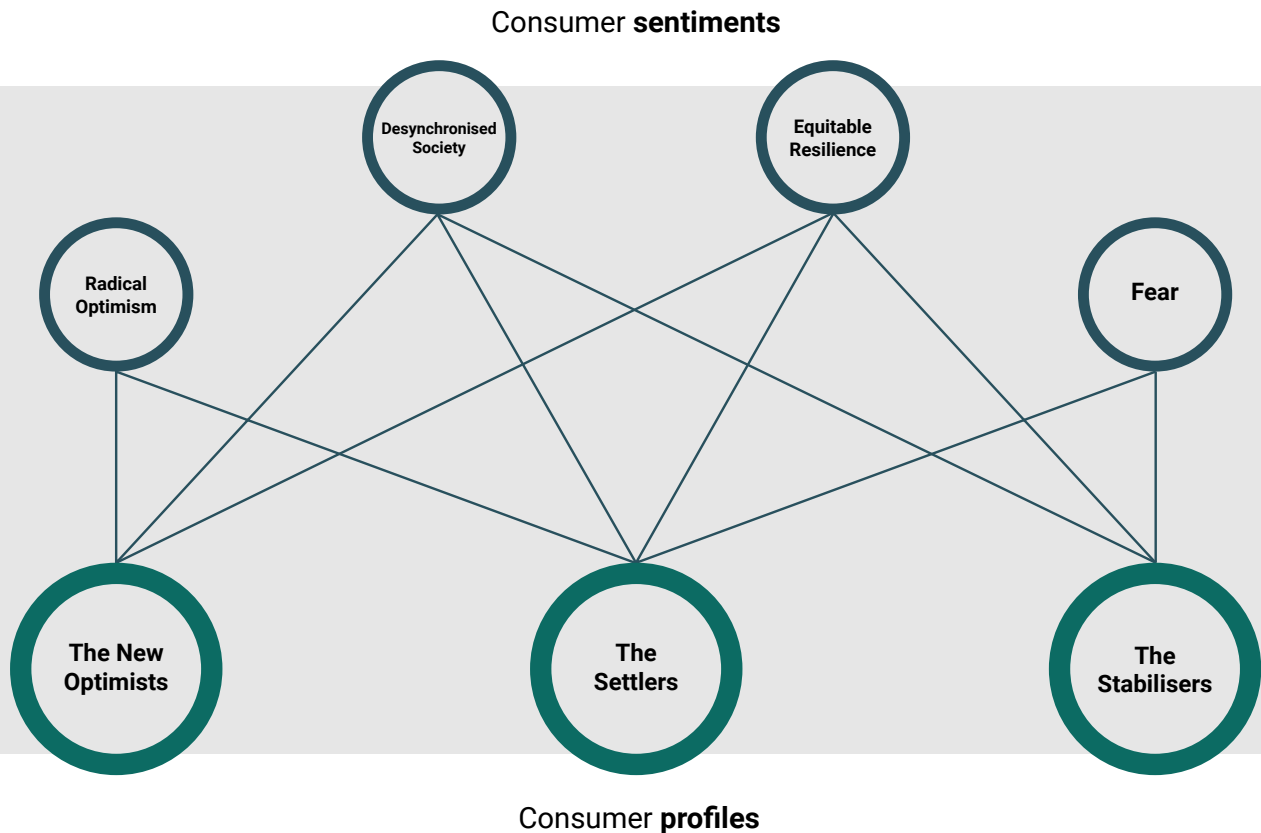 Consumer sentiments
Desynchronised
Society
Equitable
Resilience
Radical
Optimism
Fear
The New
Optimists
The
Settlers
The
Stabilisers
Consumer profiles